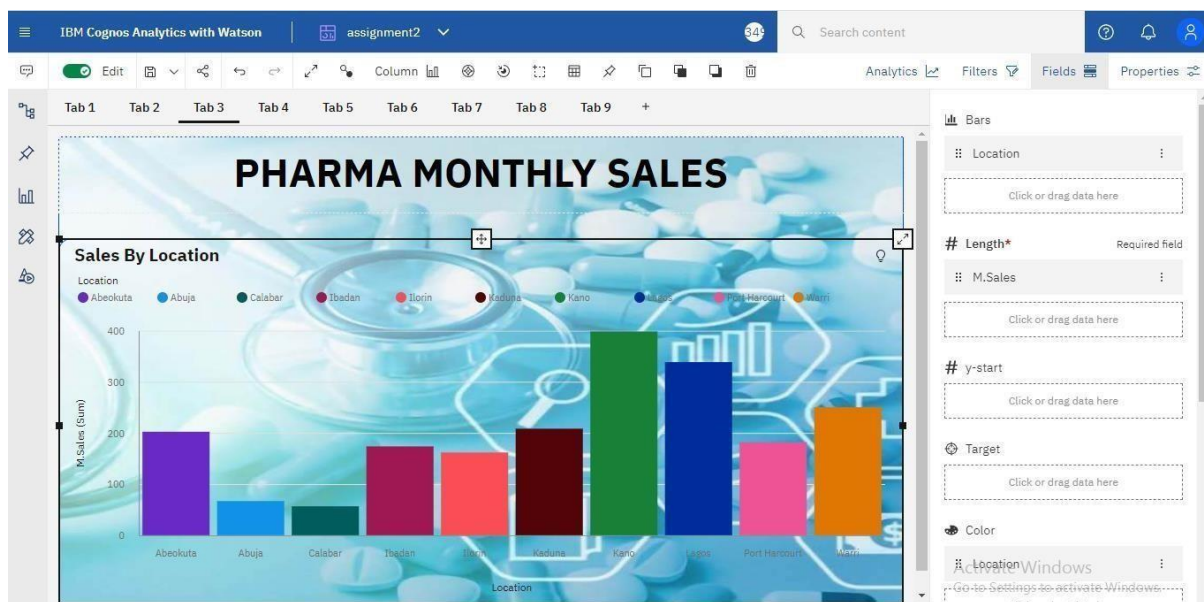 IBM Cognos Analytics with Watson
assignment2
Search content
Edit
Column
Analytics
Filters
Fields
Properties
Tab 1 Tab 2 Tab 3 Tab 4 Tab 5 Tab 6 Tab 7 Tab 8 Tab 9 +
PHARMA MONTHLY SALES
Sales By Location
Location
Abeokuta Abuja Calabar Ibadan Ilorin Kaduna Kano Lagos Port Harcourt Warri
M.Sales (Sum)
400
300
200
100
0
Abeokuta Abuja Calabar Ibadan Ilorin Kaduna Kano Lagos Port Harcourt Warri
Location
Bars
Location
Click or drag data here
# Length* Required field
M.Sales
Click or drag data here
# y-start
Click or drag data here
Target
Click or drag data here
Color
Location
Activate Windows
Go to Settings to activate Windows.